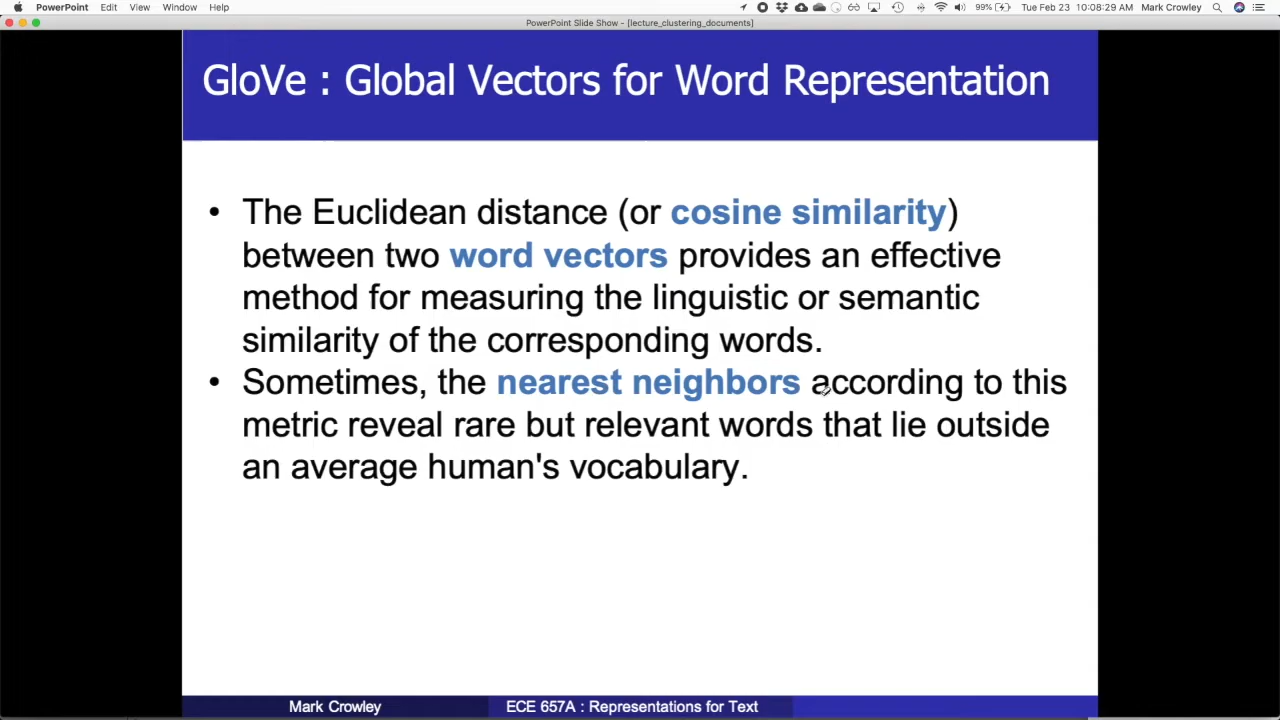 PowerPoint Edit View Window Help 99% Tue Feb 23 10:08:29 AM Mark Crowley
PowerPoint Slide Show - [lecture_clustering_documents]
GloVe : Global Vectors for Word Representation
• The Euclidean distance (or cosine similarity)
between two word vectors provides an effective
method for measuring the linguistic or semantic
similarity of the corresponding words.
• Sometimes, the nearest neighbors according to this
metric reveal rare but relevant words that lie outside
an average human's vocabulary.
Mark Crowley ECE 657A : Representations for Text